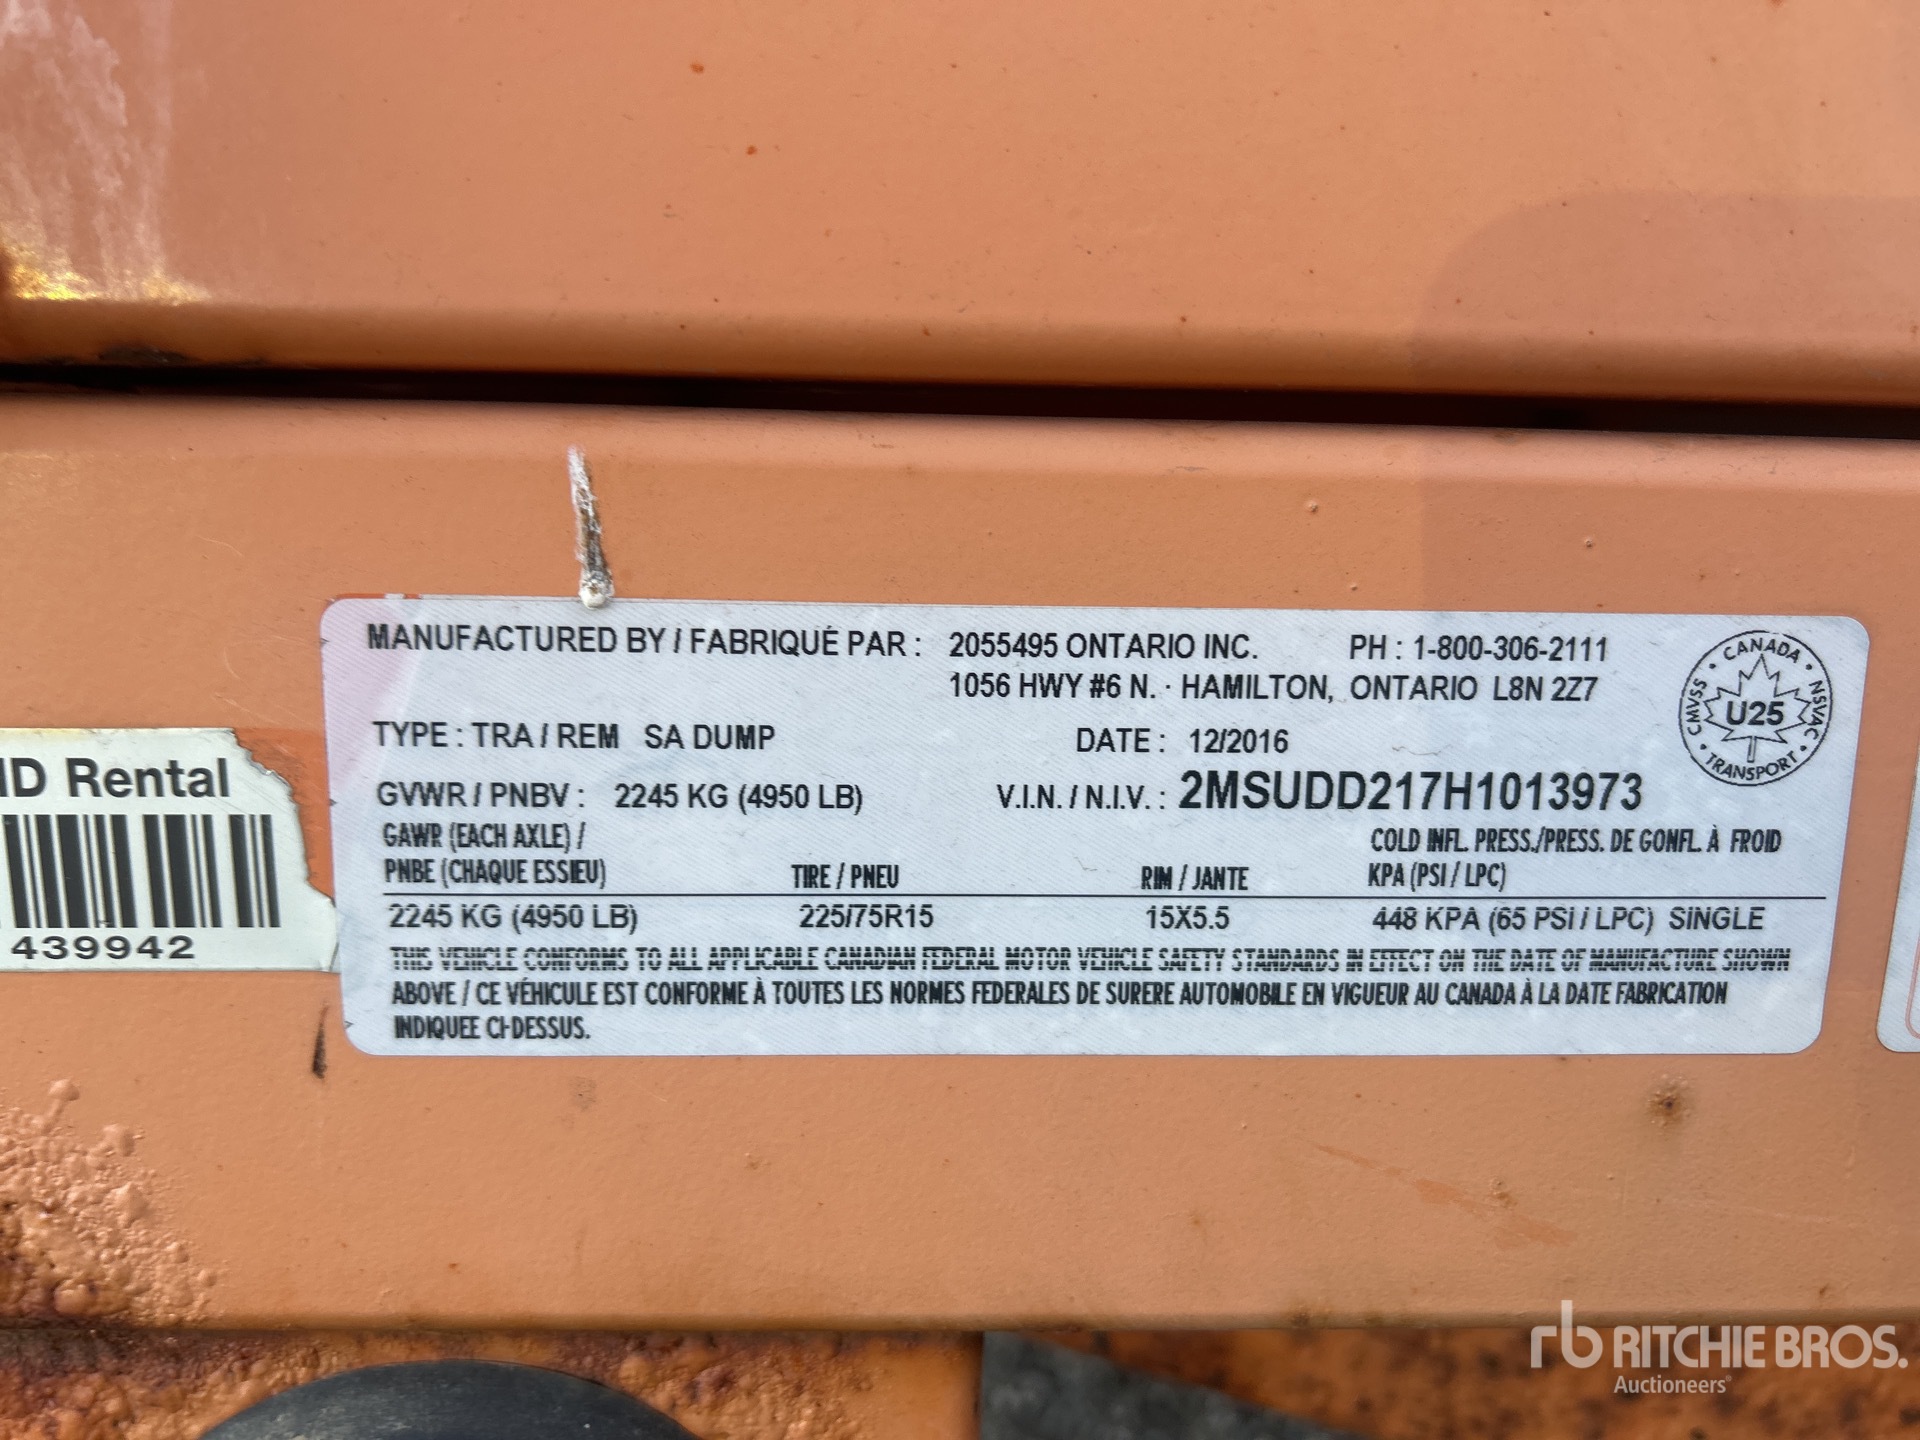 MANUFACTURED BY / FABRIQUÉ PAR : 2055495 ONTARIO INC. PH : 1-800-306-2111
1056 HWY #6 N. · HAMILTON, ONTARIO L8N 2Z7
CANADA · NSVAC · TRANSPORT · CMVSS ·
U25
TYPE : TRA / REM SA DUMP DATE : 12/2016
GVWR / PNBV : 2245 KG (4950 LB) V.I.N. / N.I.V. : 2MSUDD217H1013973
GAWR (EACH AXLE) / COLD INFL. PRESS./PRESS. DE GONFL. À FROID
PNBE (CHAQUE ESSIEU) TIRE / PNEU RIM / JANTE KPA (PSI / LPC)
2245 KG (4950 LB) 225/75R15 15X5.5 448 KPA (65 PSI / LPC) SINGLE
THIS VEHICLE CONFORMS TO ALL APPLICABLE CANADIAN FEDERAL MOTOR VEHICLE SAFETY STANDARDS IN EFFECT ON THE DATE OF MANUFACTURE SHOWN
ABOVE / CE VÉHICULE EST CONFORME À TOUTES LES NORMES FEDERALES DE SURERE AUTOMOBILE EN VIGUEUR AU CANADA À LA DATE FABRICATION
INDIQUEE CI-DESSUS.
D Rental
439942
rb RITCHIE BROS.
Auctioneers